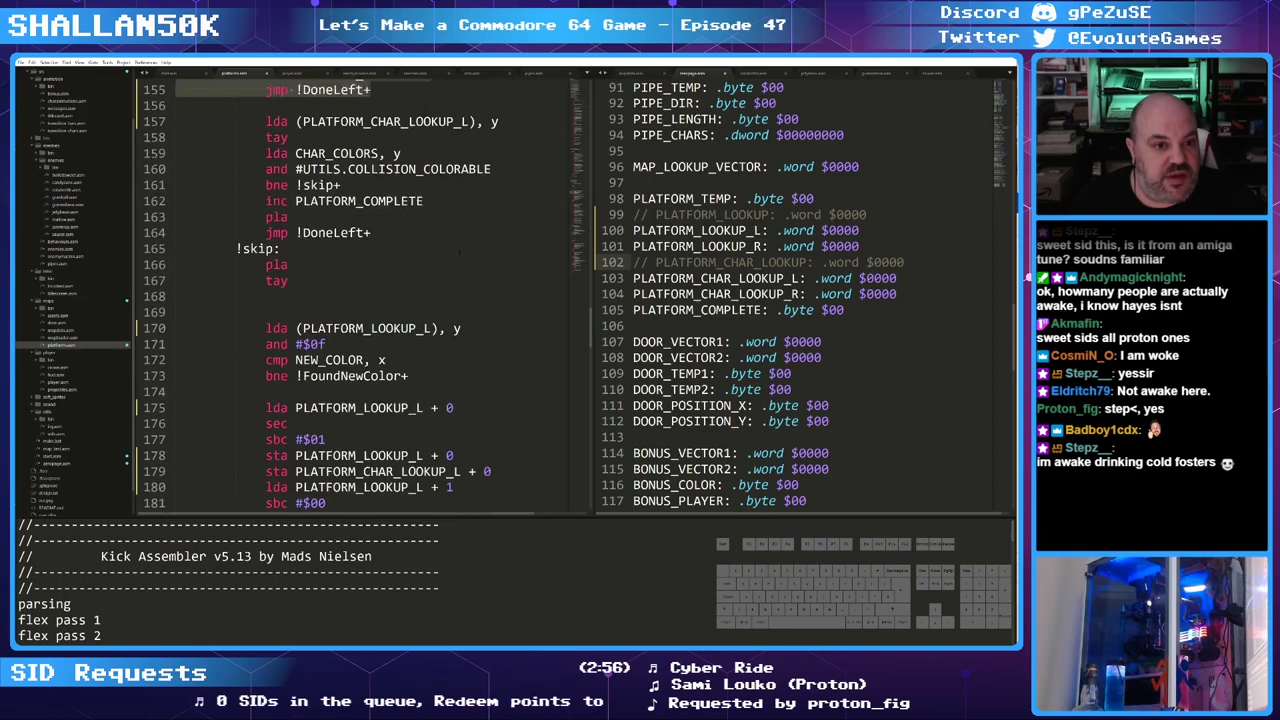 SHALLAN50K
Let's Make a Commodore 64 Game - Episode 47
Discord gPeZuSE
Twitter @EvoluteGames
155 jmp !DoneLeft+
156
157 lda (PLATFORM_CHAR_LOOKUP_L), y
158 tay
159 lda CHAR_COLORS, y
160 and #UTILS.COLLISION_COLORABLE
161 bne !skip+
162 inc PLATFORM_COMPLETE
163 pla
164 jmp !DoneLeft+
165 !skip:
166 pla
167 tay
168
169
170 lda (PLATFORM_LOOKUP_L), y
171 and #$0f
172 cmp NEW_COLOR, x
173 bne !FoundNewColor+
174
175 lda PLATFORM_LOOKUP_L + 0
176 sec
177 sbc #$01
178 sta PLATFORM_LOOKUP_L + 0
179 sta PLATFORM_CHAR_LOOKUP_L + 0
180 lda PLATFORM_LOOKUP_L + 1
181 sbc #$00
91 PIPE_TEMP: .byte $00
92 PIPE_DIR: .byte $00
93 PIPE_LENGTH: .byte $00
94 PIPE_CHARS: .dword $00000000
95
96 MAP_LOOKUP_VECTOR: .word $0000
97
98 PLATFORM_TEMP: .byte $00
99 // PLATFORM_LOOKUP: .word $0000
100 PLATFORM_LOOKUP_L: .word $0000
101 PLATFORM_LOOKUP_R: .word $0000
102 // PLATFORM_CHAR_LOOKUP: .word $0000
103 PLATFORM_CHAR_LOOKUP_L: .word $0000
104 PLATFORM_CHAR_LOOKUP_R: .word $0000
105 PLATFORM_COMPLETE: .byte $00
106
107 DOOR_VECTOR1: .word $0000
108 DOOR_VECTOR2: .word $0000
109 DOOR_TEMP1: .byte $00
110 DOOR_TEMP2: .byte $00
111 DOOR_POSITION_X: .byte $00
112 DOOR_POSITION_Y: .byte $00
113
114 BONUS_VECTOR1: .word $0000
115 BONUS_VECTOR2: .word $0000
116 BONUS_COLOR: .byte $00
117 BONUS_PLAYER: .byte $00
Stepz__:
sweet sid this, is it from an amiga
tune? soudns familiar
Andymagicknight:
ok, howmany people are actually
awake, i know hayes isnt
Akmafin:
sweet sids all proton ones
CosmiN_O: I am woke
Stepz__: yessir
Eldritch79: Not awake here.
Proton_fig: step<, yes
Badboy1cdx:
Stepz__:
im awake drinking cold fosters
//------------------------------------------------------
//------------------------------------------------------
// Kick Assembler v5.13 by Mads Nielsen
//------------------------------------------------------
//------------------------------------------------------
parsing
flex pass 1
flex pass 2
SID Requests
0 SIDs in the queue, Redeem points to
(2:56) Cyber Ride
Sami Louko (Proton)
Requested by proton_fig